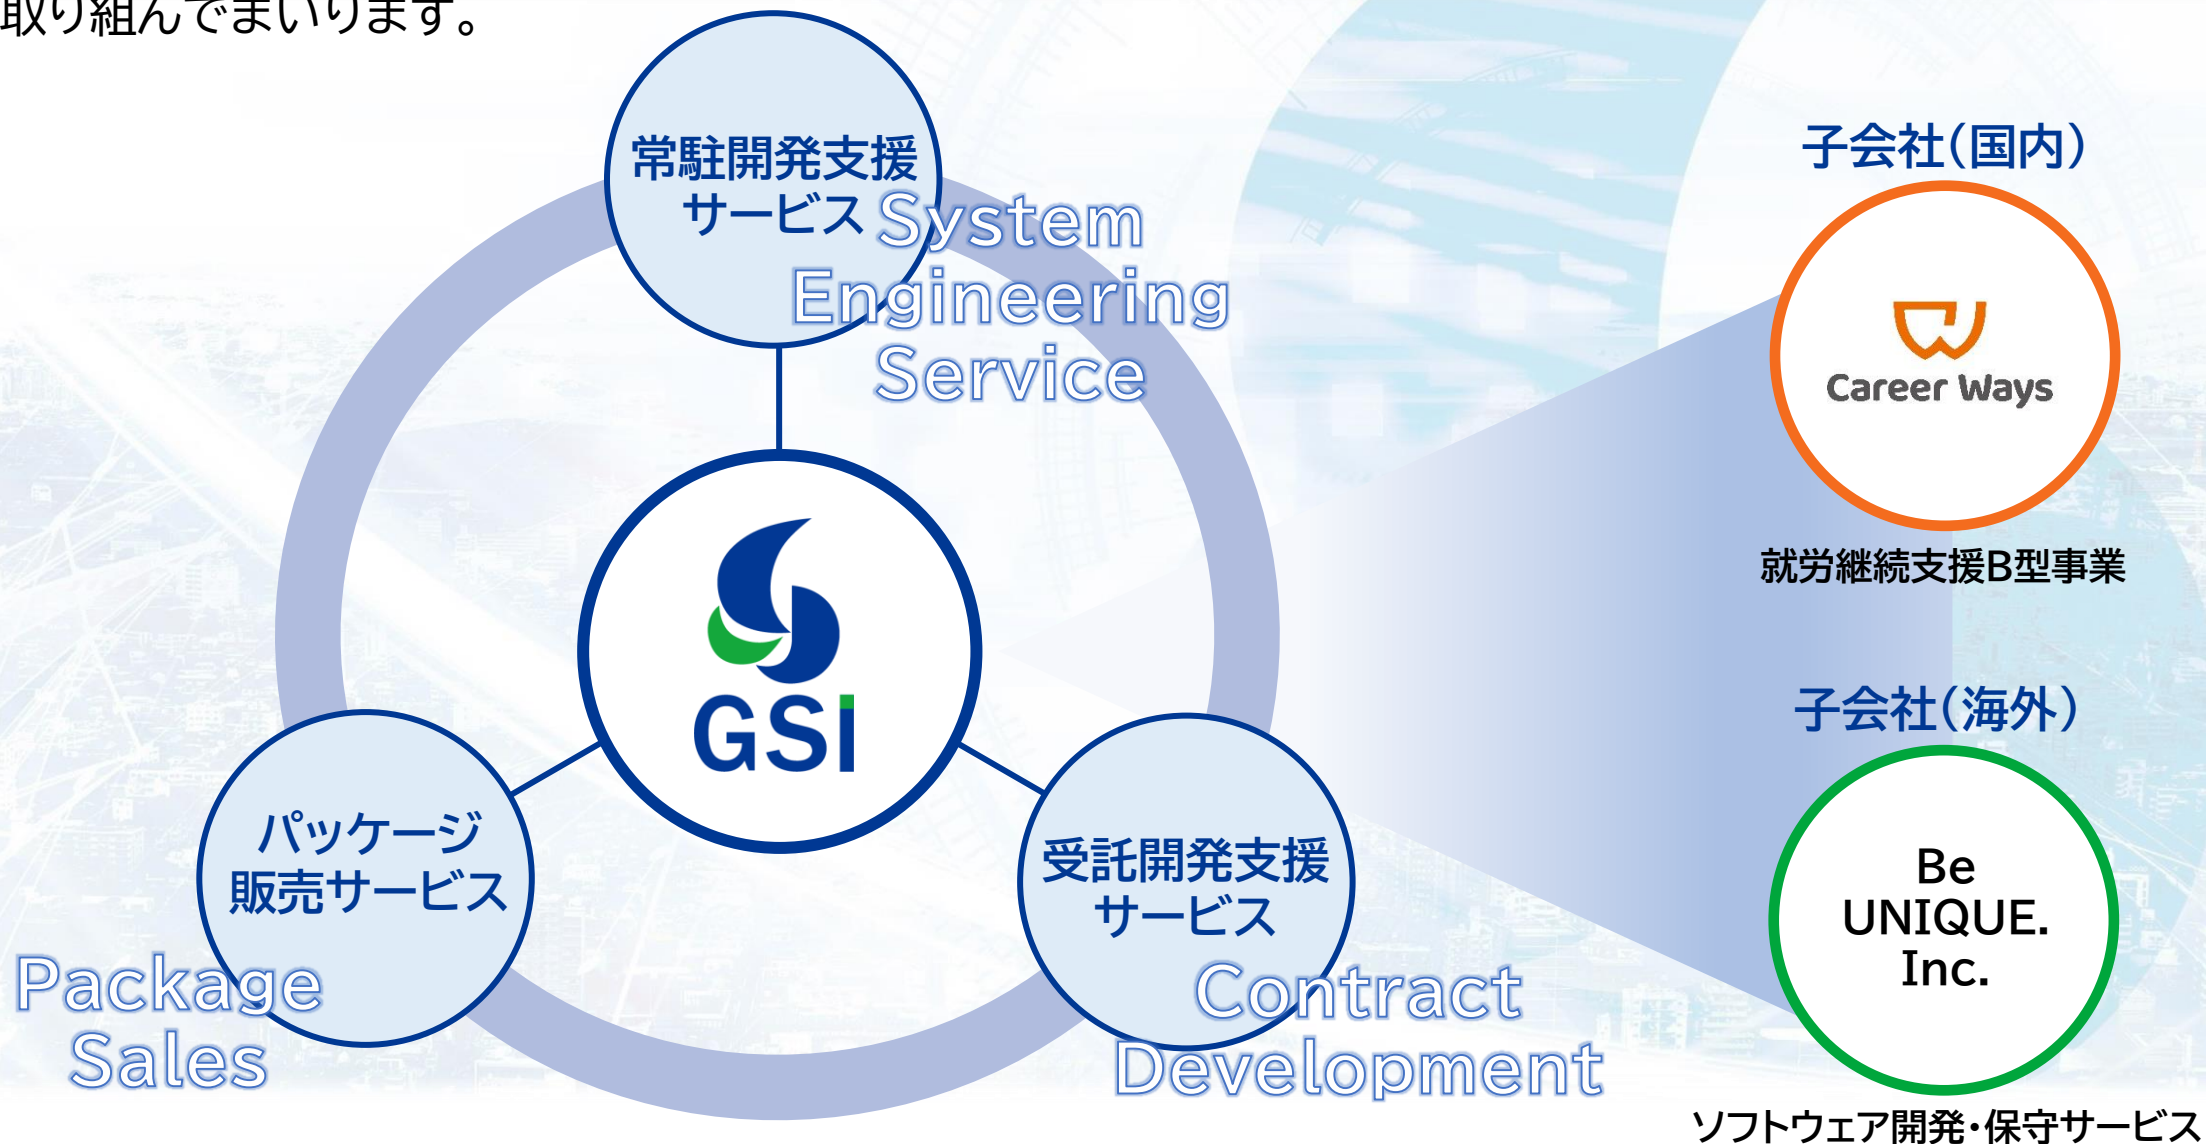 取り組んでまいります。
常駐開発支援
サービス
System
Engineering
Service
GSi
パッケージ
販売サービス
Package
Sales
受託開発支援
サービス
Contract
Development
子会社(国内)
Career Ways
就労継続支援B型事業
子会社(海外)
Be
UNIQUE.
Inc.
ソフトウェア開発・保守サービス